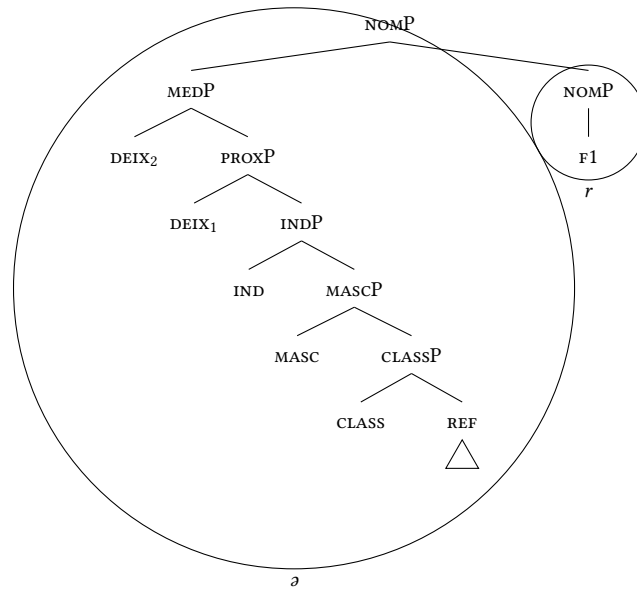 NOMP
MEDP NOMP
DEIX₂ PROXP F1
r
DEIX₁ INDP
IND MASCP
MASC CLASSP
CLASS REF
ə